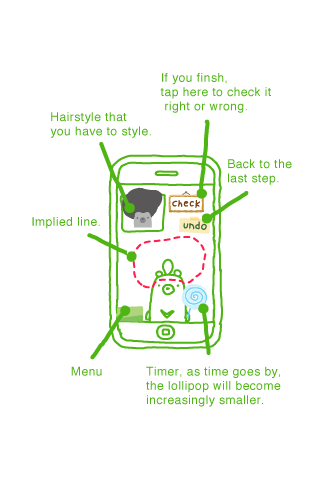 If you finsh,
tap here to check it
right or wrong.
Hairstyle that
you have to style.
Back to the
last step.
check
undo
Implied line.
Menu
Timer, as time goes by,
the lollipop will become
increasingly smaller.